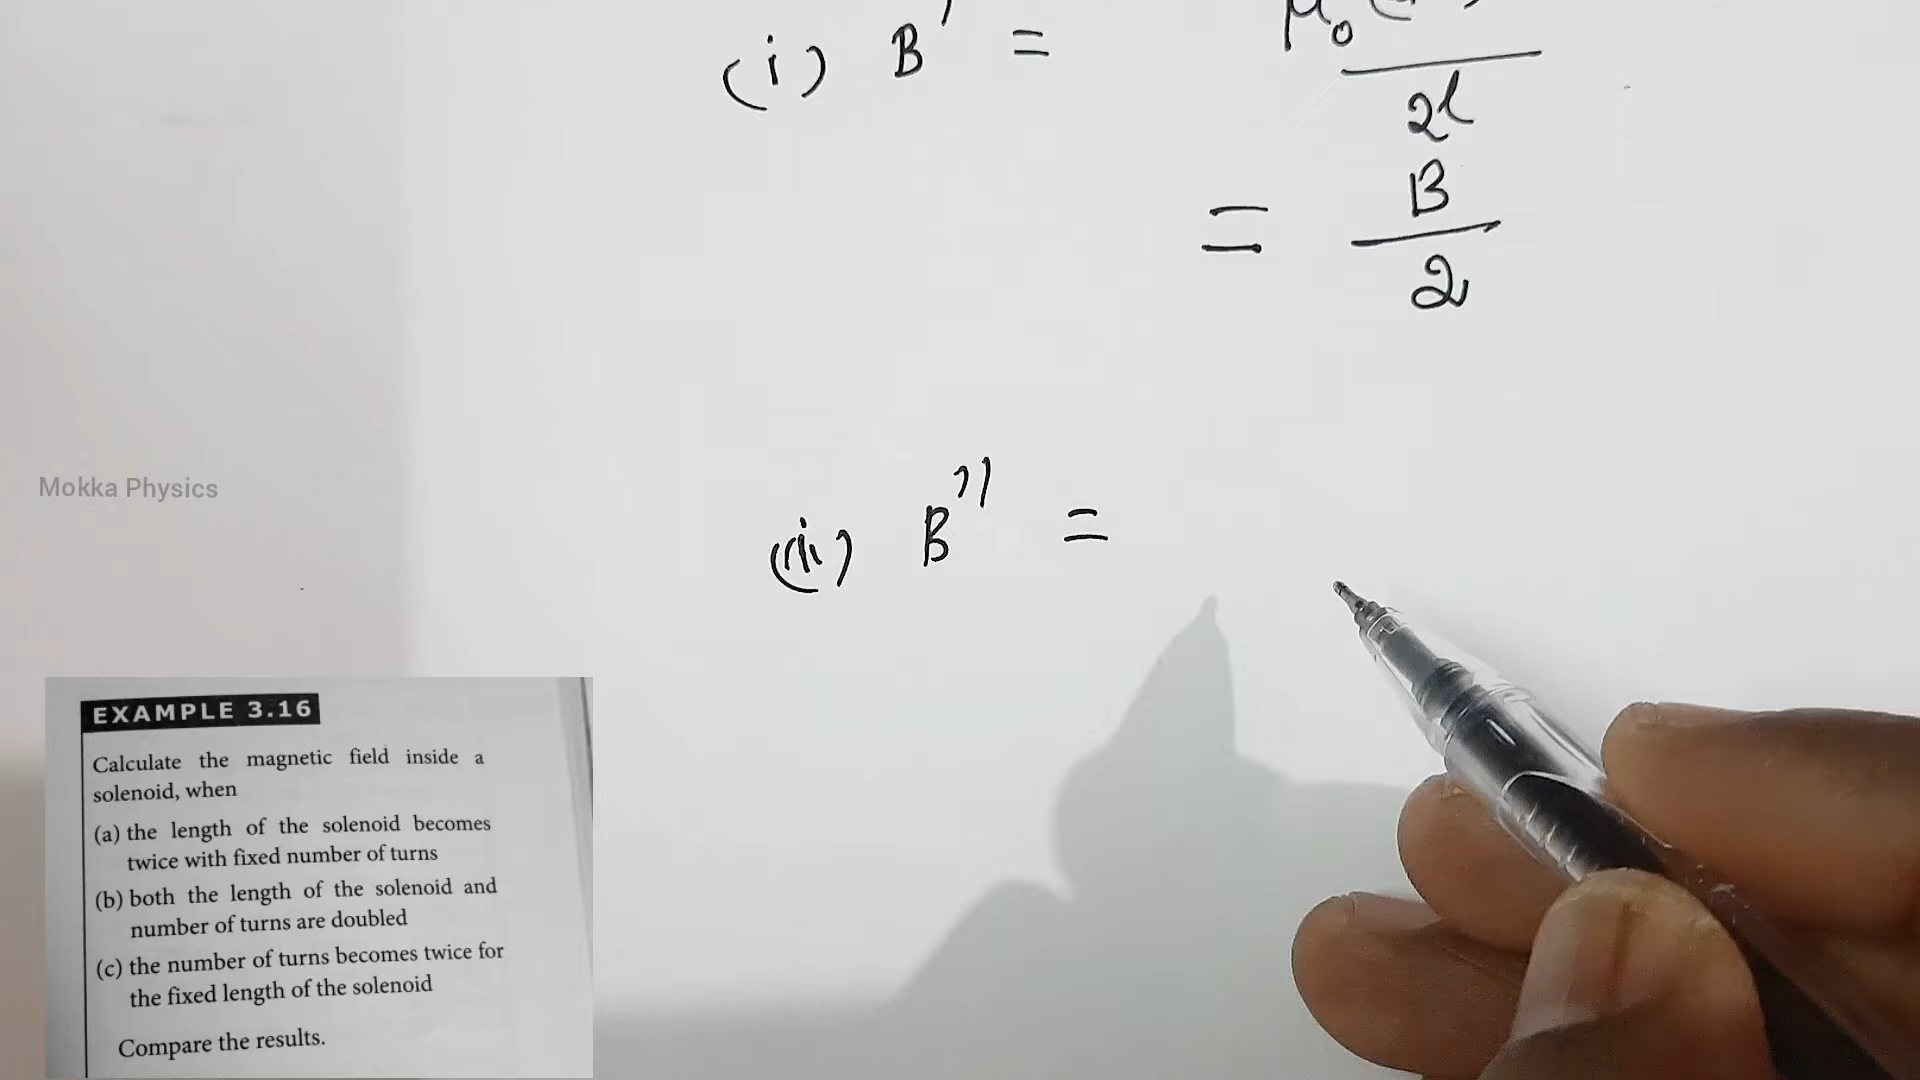 (i) B' = μ₀
2l
= B
2
(ii) B'' =
Mokka Physics
EXAMPLE 3.16
Calculate the magnetic field inside a
solenoid, when
(a) the length of the solenoid becomes
twice with fixed number of turns
(b) both the length of the solenoid and
number of turns are doubled
(c) the number of turns becomes twice for
the fixed length of the solenoid
Compare the results.